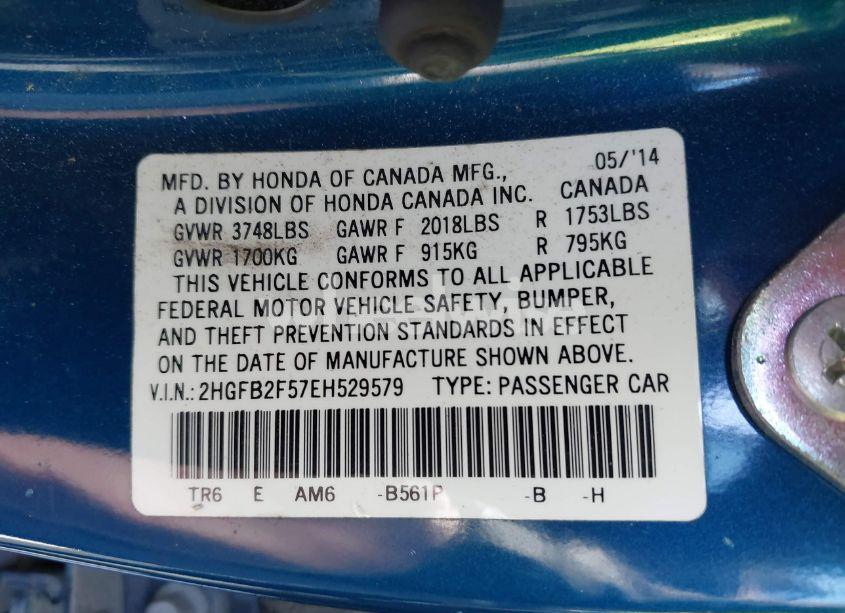 MFD. BY HONDA OF CANADA MFG., 05/'14
A DIVISION OF HONDA CANADA INC. CANADA
GVWR 3748LBS GAWR F 2018LBS R 1753LBS
GVWR 1700KG GAWR F 915KG R 795KG
THIS VEHICLE CONFORMS TO ALL APPLICABLE
FEDERAL MOTOR VEHICLE SAFETY, BUMPER,
AND THEFT PREVENTION STANDARDS IN EFFECT
ON THE DATE OF MANUFACTURE SHOWN ABOVE.
V.I.N.: 2HGFB2F57EH529579 TYPE: PASSENGER CAR
TR6 E AM6 -B561P -B -H